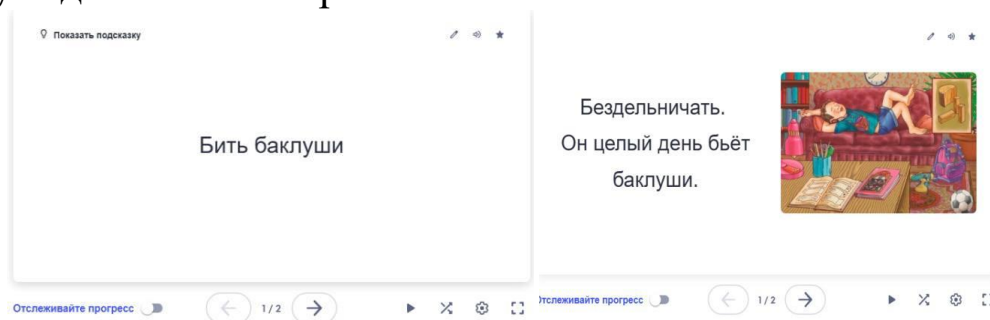 Показать подсказку
Бить баклуши
Отслеживайте прогресс
1/2
Бездельничать.
Он целый день бьёт
баклуши.
Отслеживайте прогресс
1/2